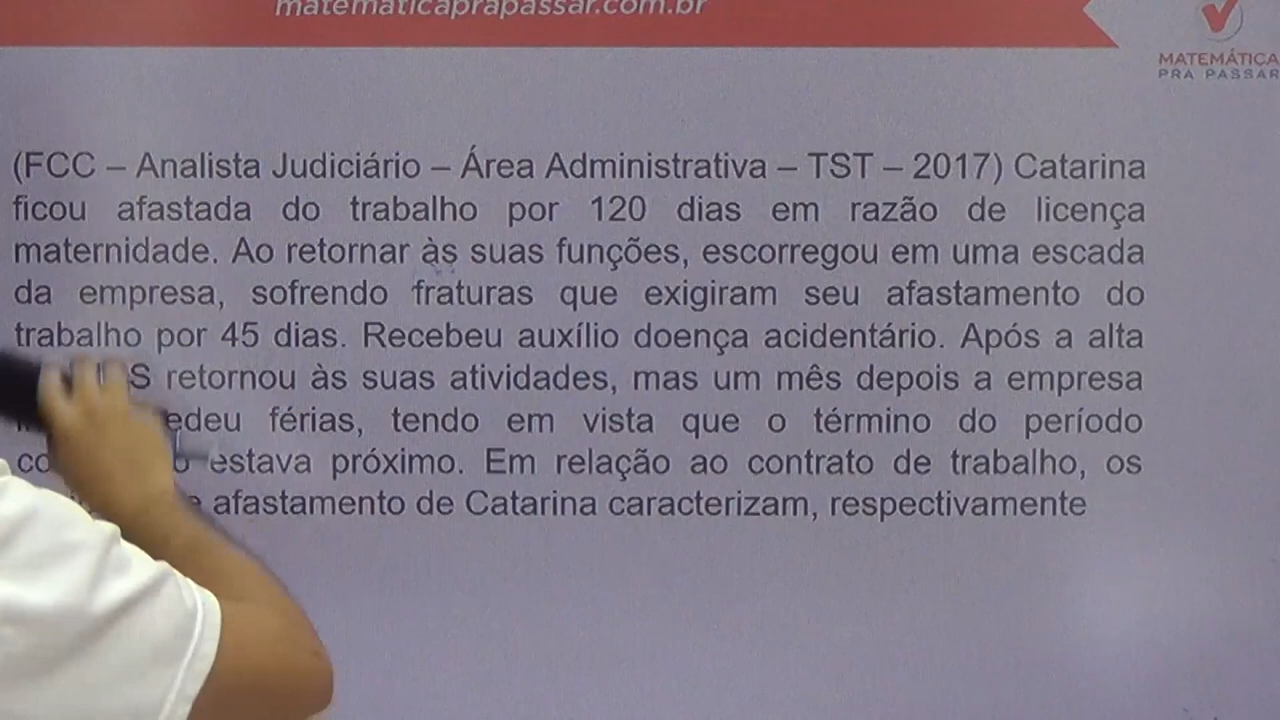 matematicaprapassar.com.br
MATEMÁTICA
PRA PASSAR
(FCC – Analista Judiciário – Área Administrativa – TST – 2017) Catarina
ficou afastada do trabalho por 120 dias em razão de licença
maternidade. Ao retornar às suas funções, escorregou em uma escada
da empresa, sofrendo fraturas que exigiram seu afastamento do
trabalho por 45 dias. Recebeu auxílio doença acidentário. Após a alta
retornou às suas atividades, mas um mês depois a empresa
férias, tendo em vista que o término do período
estava próximo. Em relação ao contrato de trabalho, os
afastamento de Catarina caracterizam, respectivamente